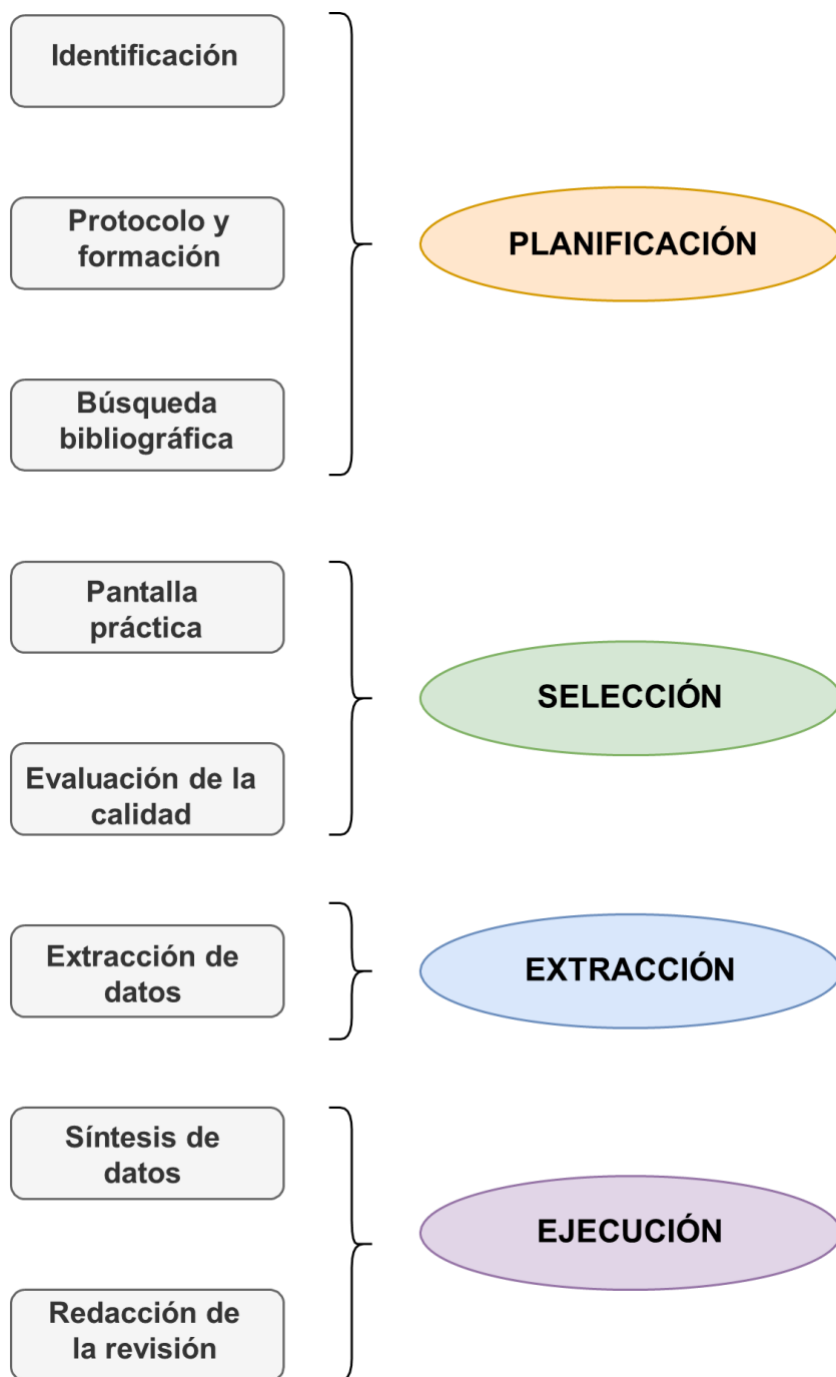 Identificación
Protocolo y
formación
PLANIFICACIÓN
Búsqueda
bibliográfica
Pantalla
práctica
SELECCIÓN
Evaluación de la
calidad
Extracción de
datos
EXTRACCIÓN
Síntesis de
datos
EJECUCIÓN
Redacción de
la revisión